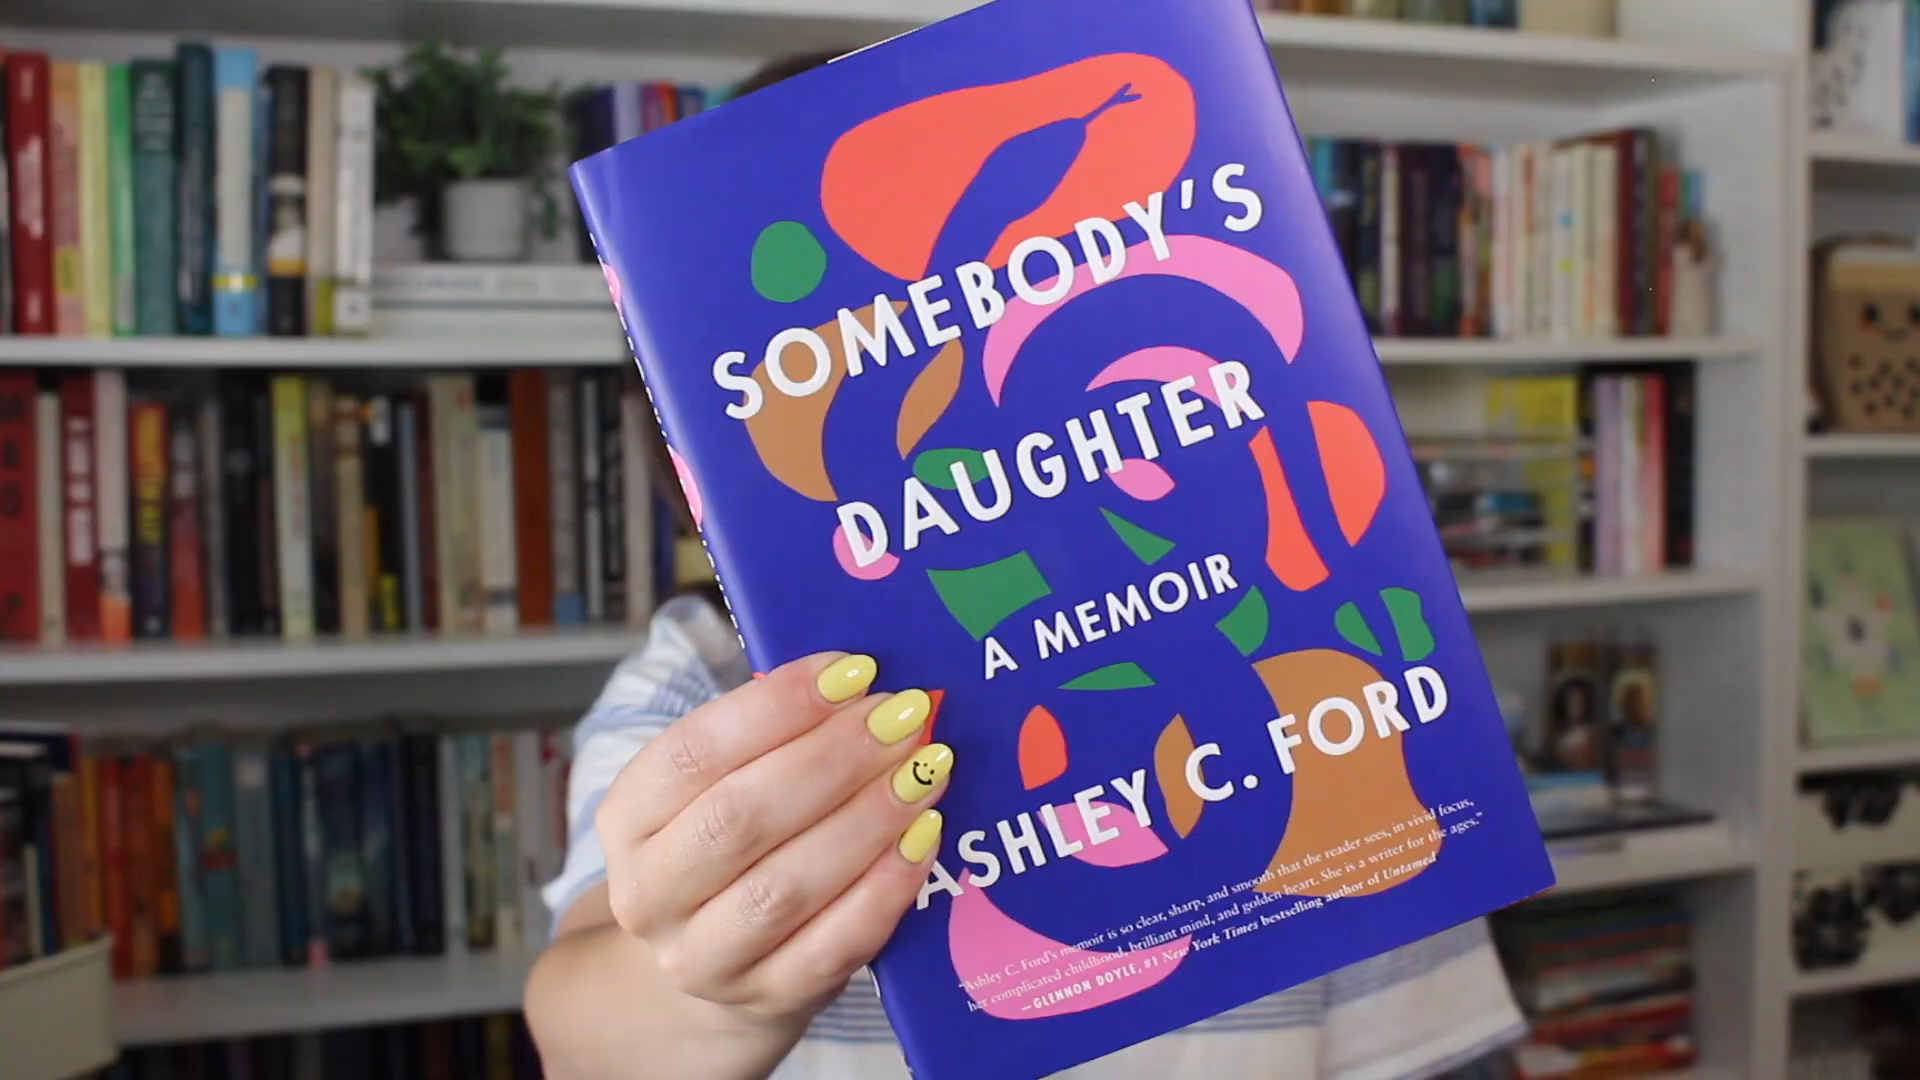 SOMEBODY'S
DAUGHTER
A MEMOIR
ASHLEY C. FORD
"Ashley C. Ford's memoir is so clear, sharp, and smooth that the reader sees, in vivid focus,
her complicated childhood, brilliant mind, and golden heart. She is a writer for the ages."
—GLENNON DOYLE, #1 New York Times bestselling author of Untamed